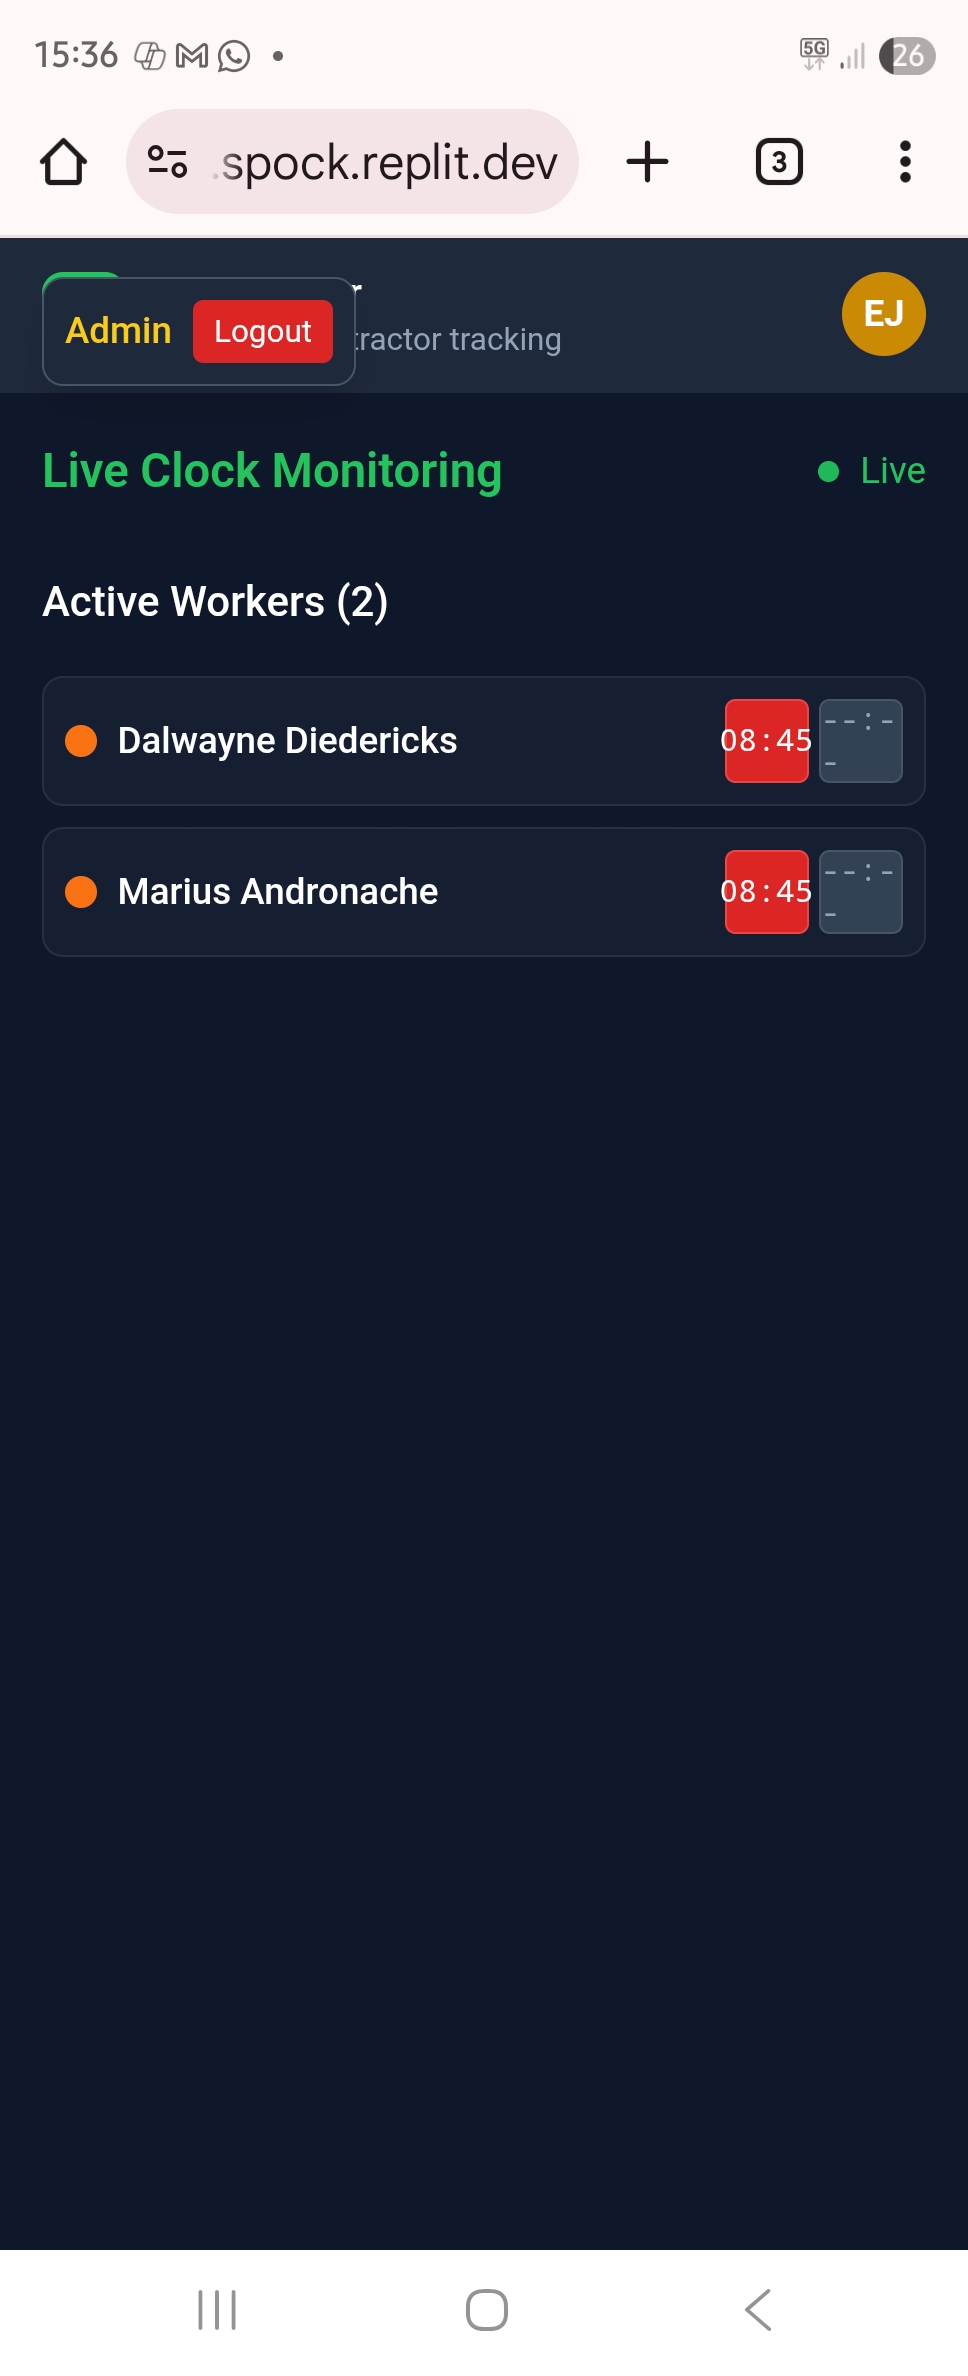 15:36
5G
26
.spock.replit.dev
3
Admin
Logout
tractor tracking
EJ
Live Clock Monitoring
Live
Active Workers (2)
Dalwayne Diedericks
08:45
--:-
-
Marius Andronache
08:45
--:-
-